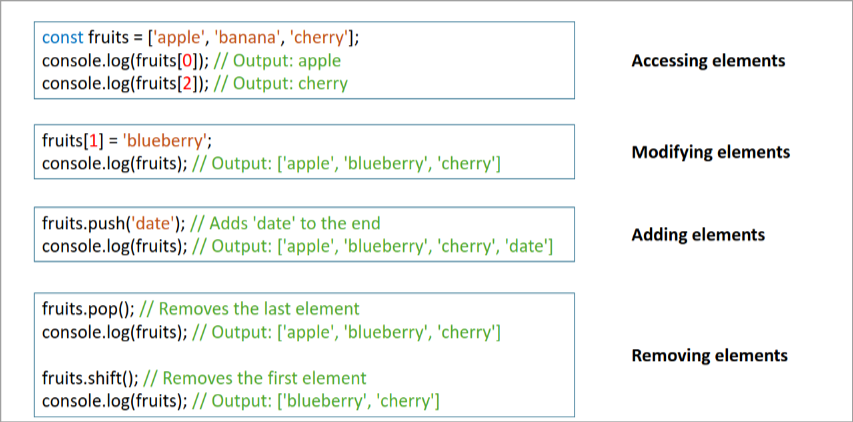 const fruits = ['apple', 'banana', 'cherry'];
console.log(fruits[0]); // Output: apple
console.log(fruits[2]); // Output: cherry
Accessing elements
fruits[1] = 'blueberry';
console.log(fruits); // Output: ['apple', 'blueberry', 'cherry']
Modifying elements
fruits.push('date'); // Adds 'date' to the end
console.log(fruits); // Output: ['apple', 'blueberry', 'cherry', 'date']
Adding elements
fruits.pop(); // Removes the last element
console.log(fruits); // Output: ['apple', 'blueberry', 'cherry']
fruits.shift(); // Removes the first element
console.log(fruits); // Output: ['blueberry', 'cherry']
Removing elements